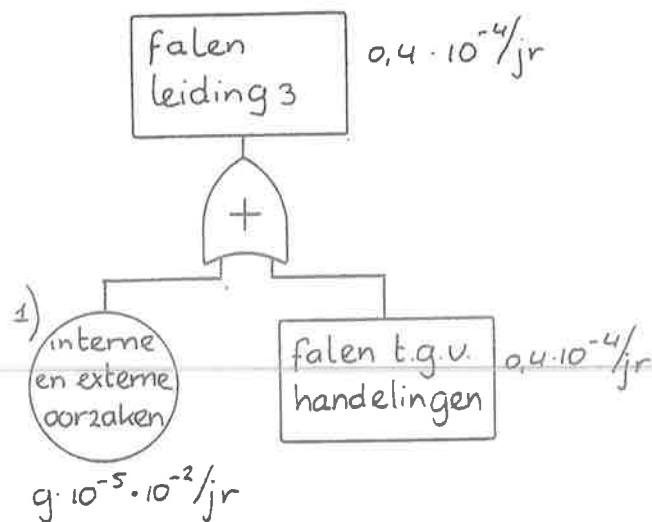 falen
leiding 3
0,4 · 10⁻⁴/jr
+
1)
interne
en externe
oorzaken
falen t.g.v.
handelingen
0,4 · 10⁻⁴/jr
9 · 10⁻⁵ · 10⁻²/jr